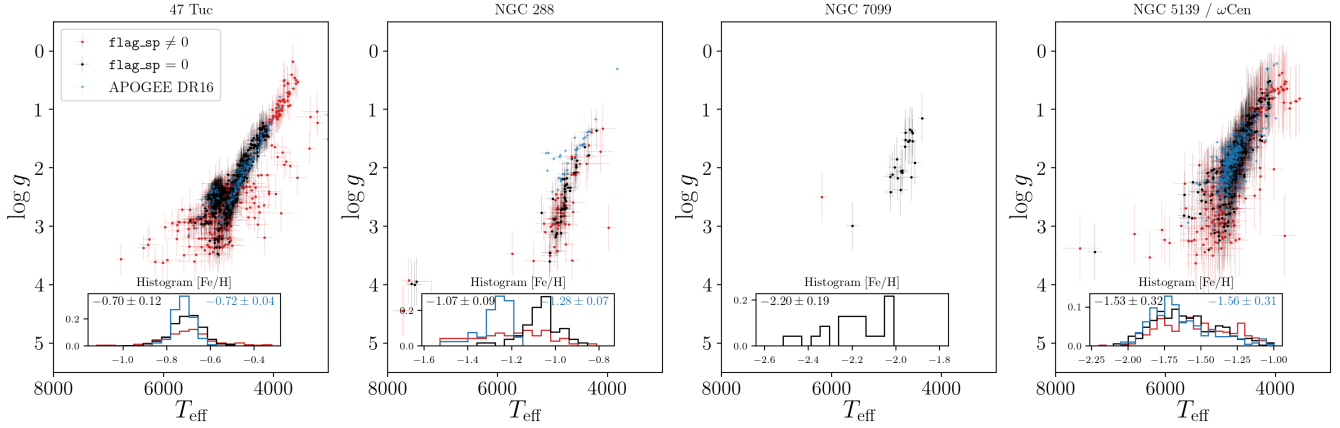 47 Tuc
flag_sp ≠ 0
flag_sp = 0
APOGEE DR16
0
1
2
3
4
5
log g
Histogram [Fe/H]
−0.70 ± 0.12
−0.72 ± 0.04
0.2
0.0
−1.0 −0.8 −0.6 −0.4
8000 6000 4000
T_eff
NGC 288
0
1
2
3
4
5
log g
Histogram [Fe/H]
−1.07 ± 0.09
−1.28 ± 0.07
0.2
0.0
−1.6 −1.4 −1.2 −1.0 −0.8
8000 6000 4000
T_eff
NGC 7099
0
1
2
3
4
5
log g
Histogram [Fe/H]
−2.20 ± 0.19
0.2
0.0
−2.6 −2.4 −2.2 −2.0 −1.8
8000 6000 4000
T_eff
NGC 5139 / ωCen
0
1
2
3
4
5
log g
Histogram [Fe/H]
−1.53 ± 0.32
−1.56 ± 0.31
0.1
0.0
−2.25 −2.00 −1.75 −1.50 −1.25 −1.00
8000 6000 4000
T_eff